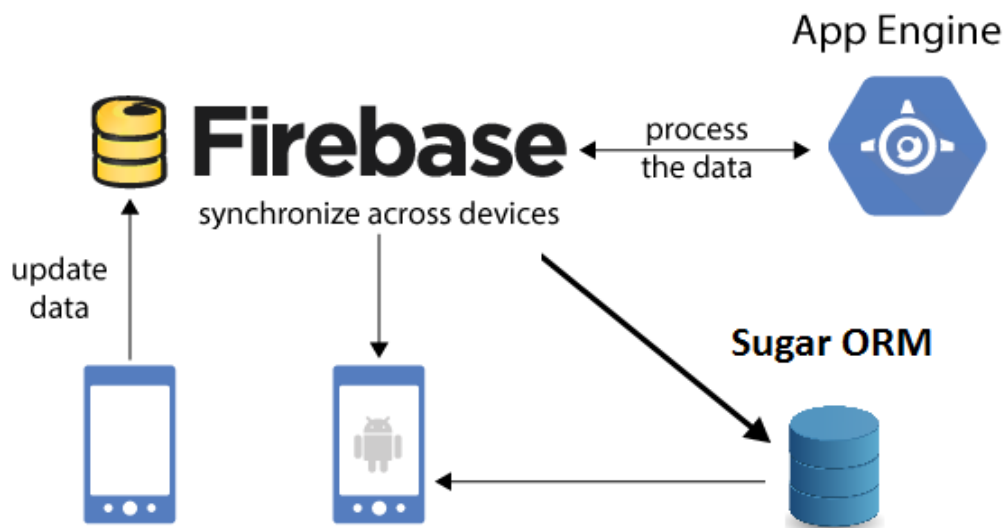 App Engine
Firebase
process
the data
synchronize across devices
update
data
Sugar ORM